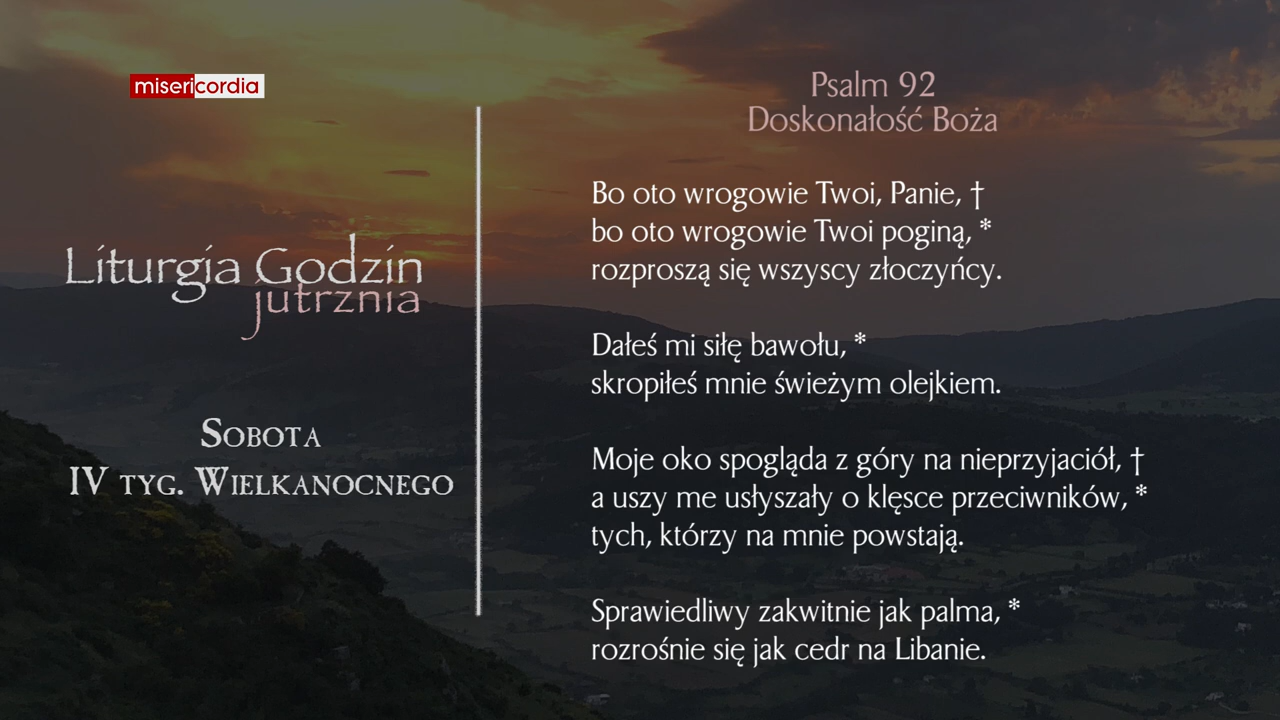 misericordia
Liturgia Godzin
jutrznia
Sobota
IV tyg. Wielkanocnego
Psalm 92
Doskonałość Boża
Bo oto wrogowie Twoi, Panie, †
bo oto wrogowie Twoi poginą, *
rozproszą się wszyscy złoczyńcy.
Dałeś mi siłę bawołu, *
skropiłeś mnie świeżym olejkiem.
Moje oko spogląda z góry na nieprzyjaciół, †
a uszy me usłyszały o klęsce przeciwników, *
tych, którzy na mnie powstają.
Sprawiedliwy zakwitnie jak palma, *
rozrośnie się jak cedr na Libanie.